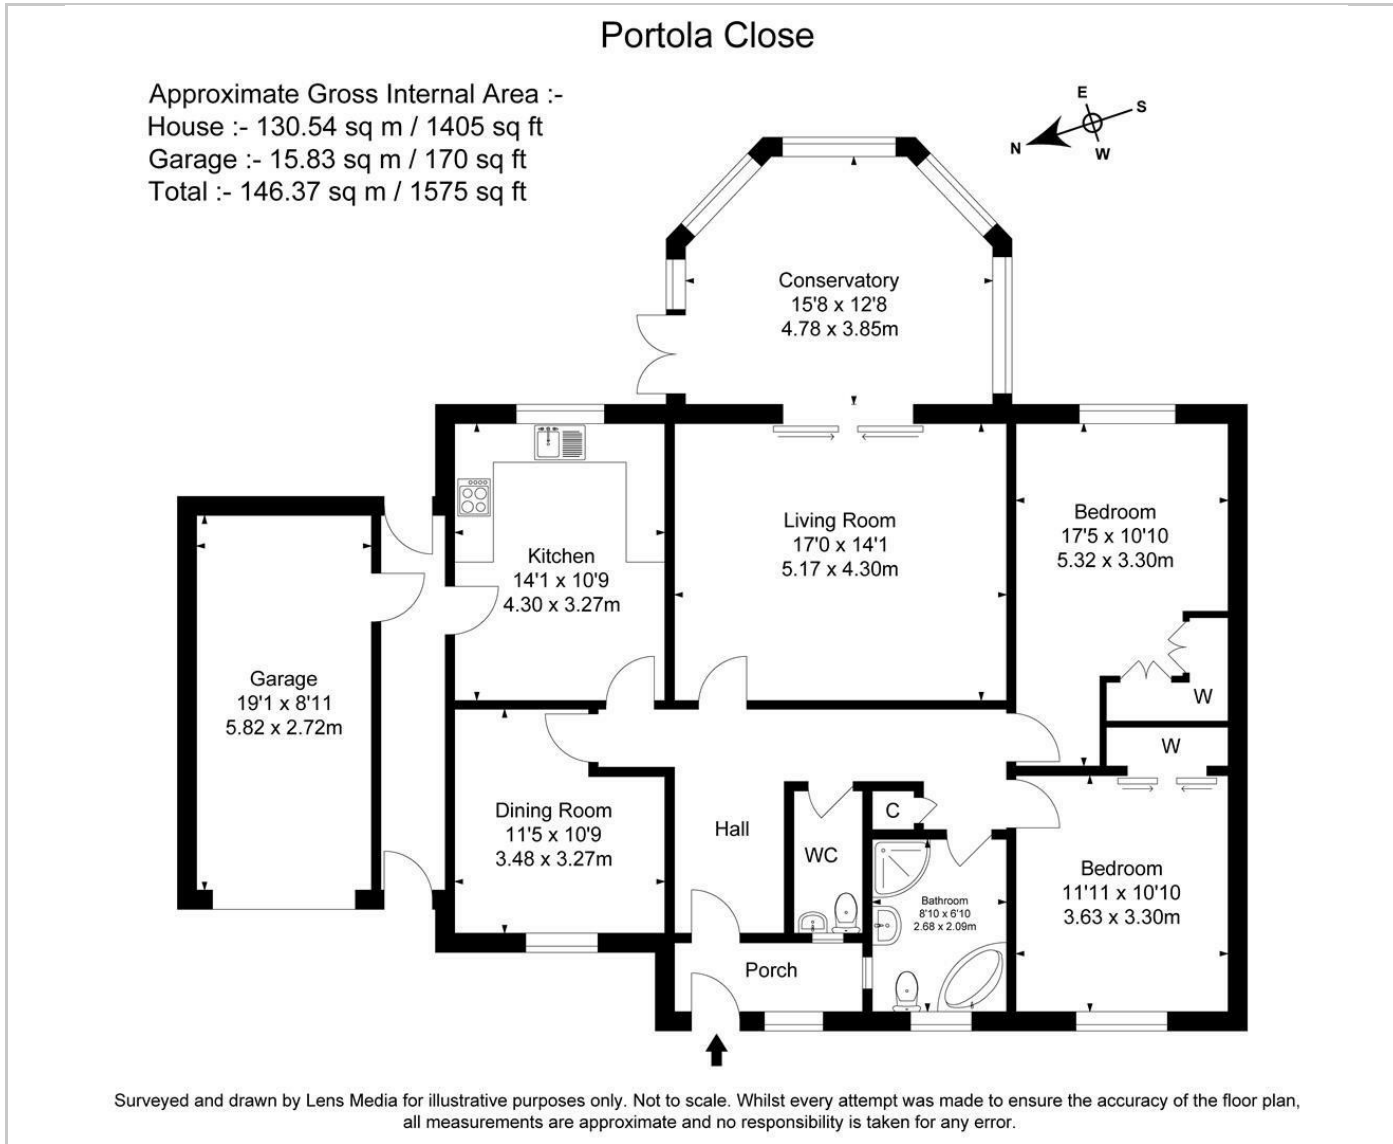 Portola Close
Approximate Gross Internal Area :-
House :- 130.54 sq m / 1405 sq ft
Garage :- 15.83 sq m / 170 sq ft
Total :- 146.37 sq m / 1575 sq ft
E
S
N
W
Conservatory
15'8 x 12'8
4.78 x 3.85m
Kitchen
14'1 x 10'9
4.30 x 3.27m
Living Room
17'0 x 14'1
5.17 x 4.30m
Bedroom
17'5 x 10'10
5.32 x 3.30m
W
W
Garage
19'1 x 8'11
5.82 x 2.72m
Dining Room
11'5 x 10'9
3.48 x 3.27m
Hall
WC
C
Bathroom
8'10 x 6'10
2.68 x 2.09m
Bedroom
11'11 x 10'10
3.63 x 3.30m
Porch
Surveyed and drawn by Lens Media for illustrative purposes only. Not to scale. Whilst every attempt was made to ensure the accuracy of the floor plan,
all measurements are approximate and no responsibility is taken for any error.